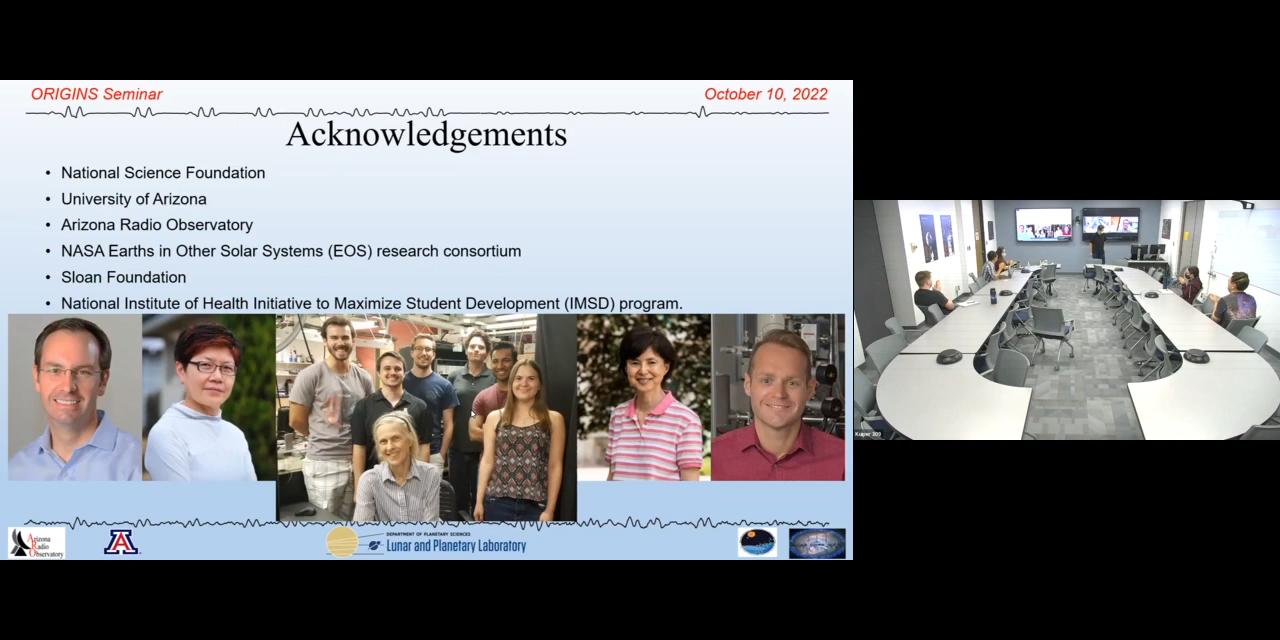 ORIGINS Seminar
October 10, 2022
Acknowledgements
• National Science Foundation
• University of Arizona
• Arizona Radio Observatory
• NASA Earths in Other Solar Systems (EOS) research consortium
• Sloan Foundation
• National Institute of Health Initiative to Maximize Student Development (IMSD) program.
Arizona
Radio
Observatory
A
DEPARTMENT OF PLANETARY SCIENCES
Lunar and Planetary Laboratory
Kuiper 309